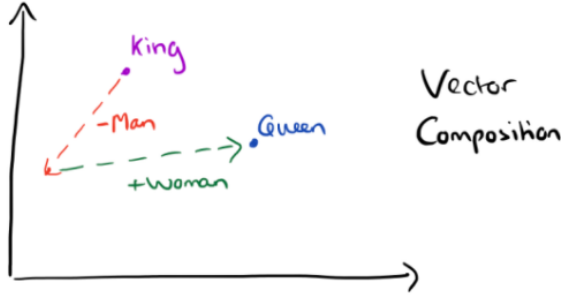 King
-Man
Queen
+Woman
Vector
Composition